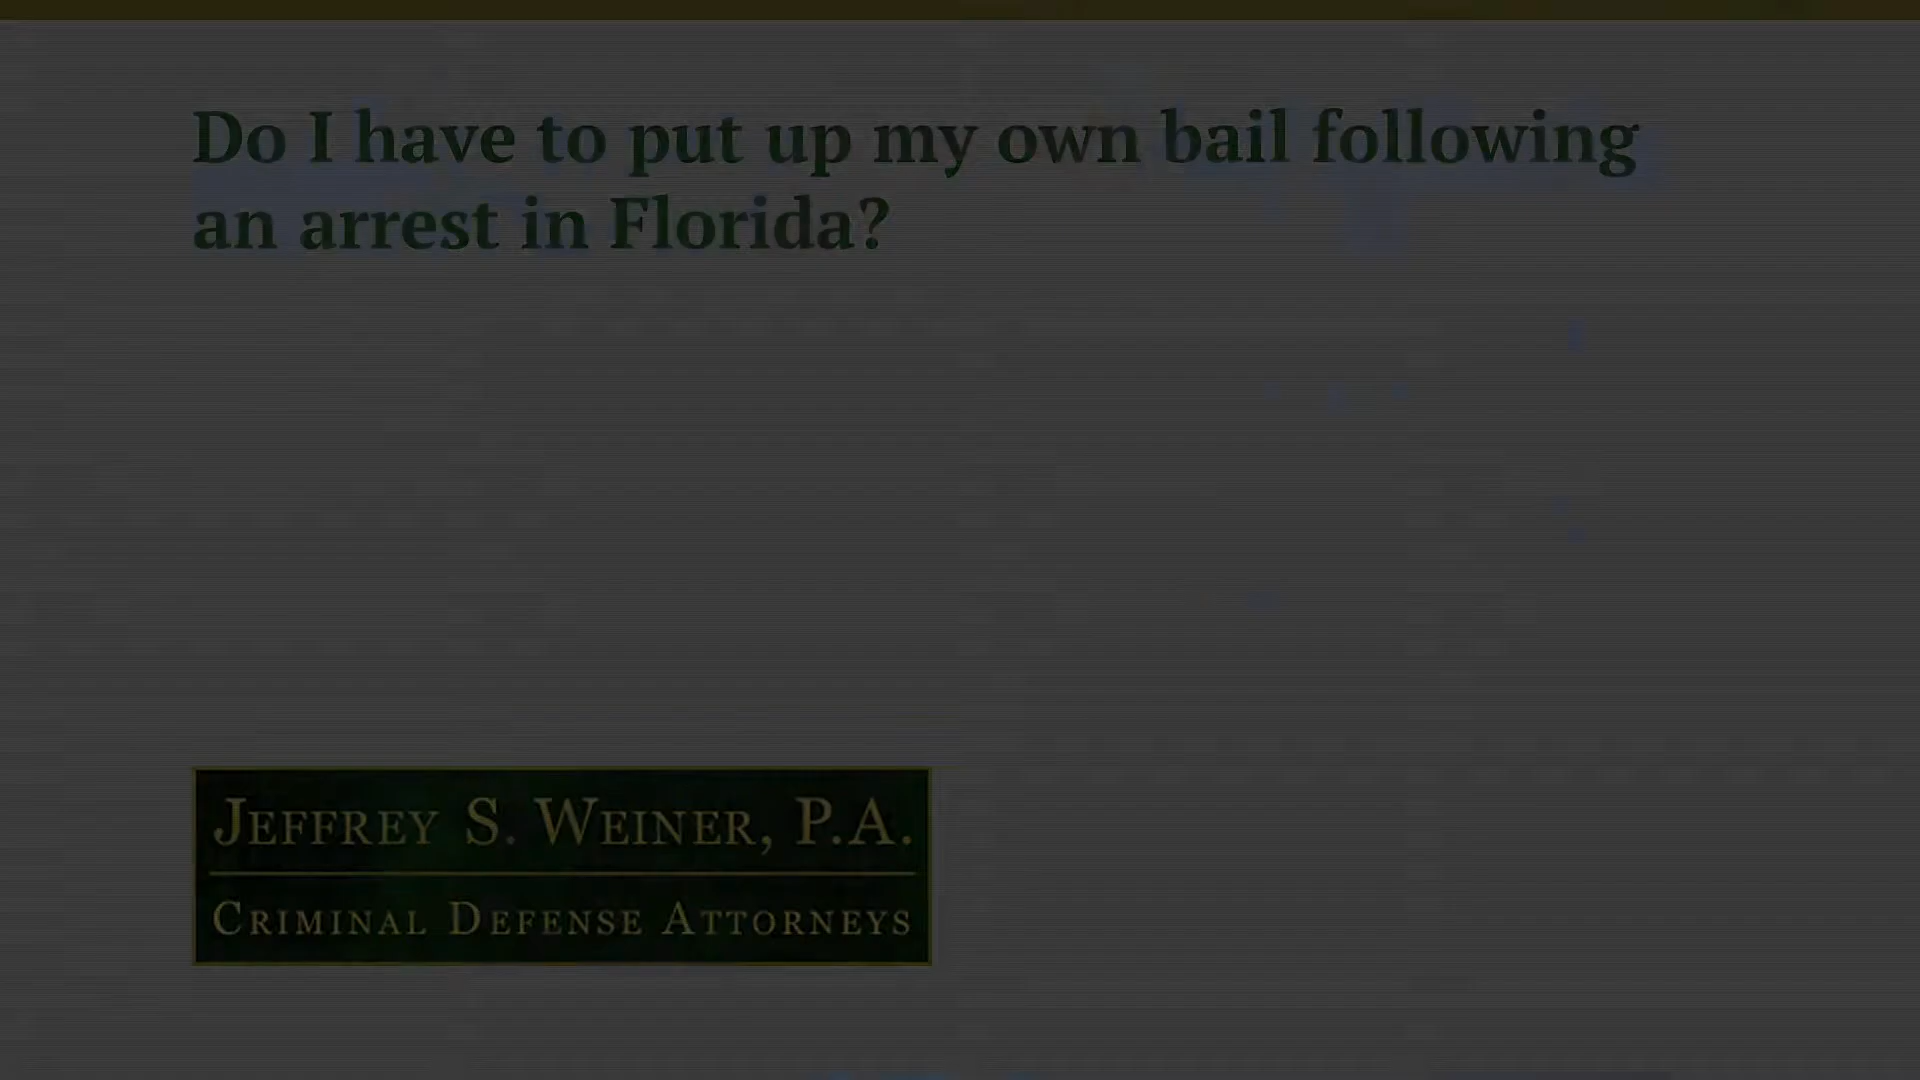 Do I have to put up my own bail following
an arrest in Florida?
JEFFREY S. WEINER, P.A.
CRIMINAL DEFENSE ATTORNEYS